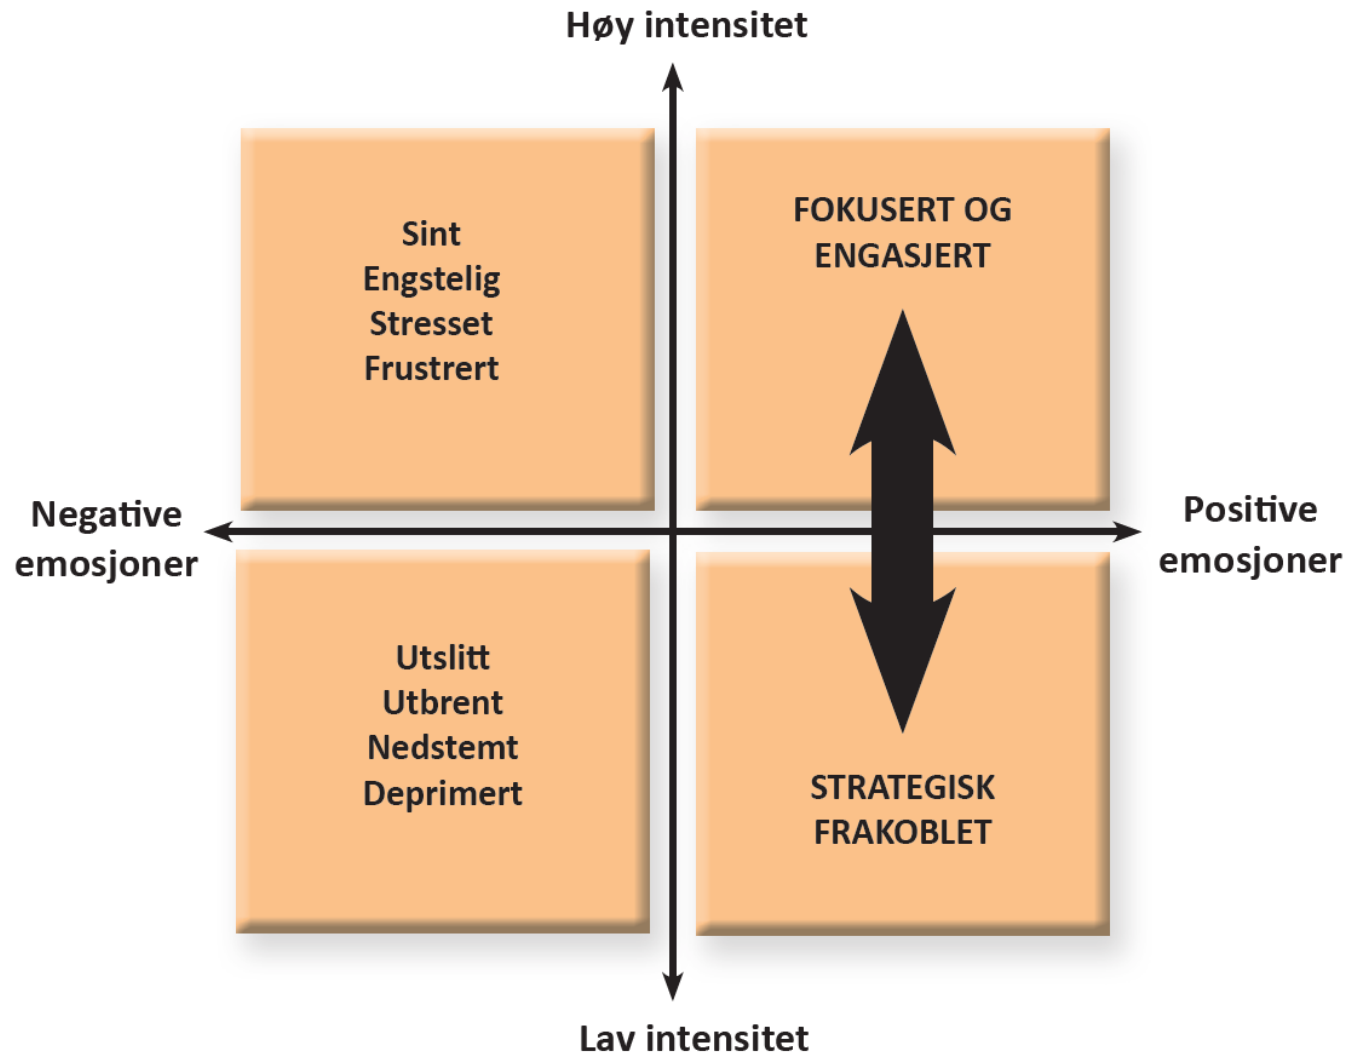 Høy intensitet
Sint
Engstelig
Stresset
Frustrert
FOKUSERT OG
ENGASJERT
Negative
emosjoner
Positive
emosjoner
Utslitt
Utbrent
Nedstemt
Deprimert
STRATEGISK
FRAKOBLET
Lav intensitet